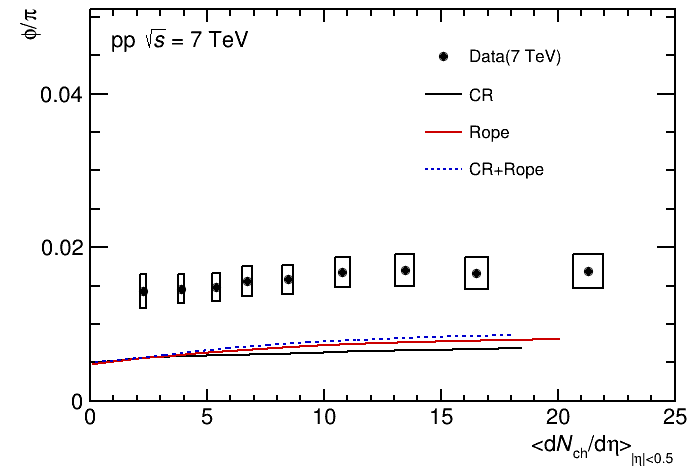 ϕ/π
pp √s = 7 TeV
Data(7 TeV)
CR
Rope
CR+Rope
0.04
0.02
0
0 5 10 15 20 25
<dN_ch/dη>_|η|<0.5